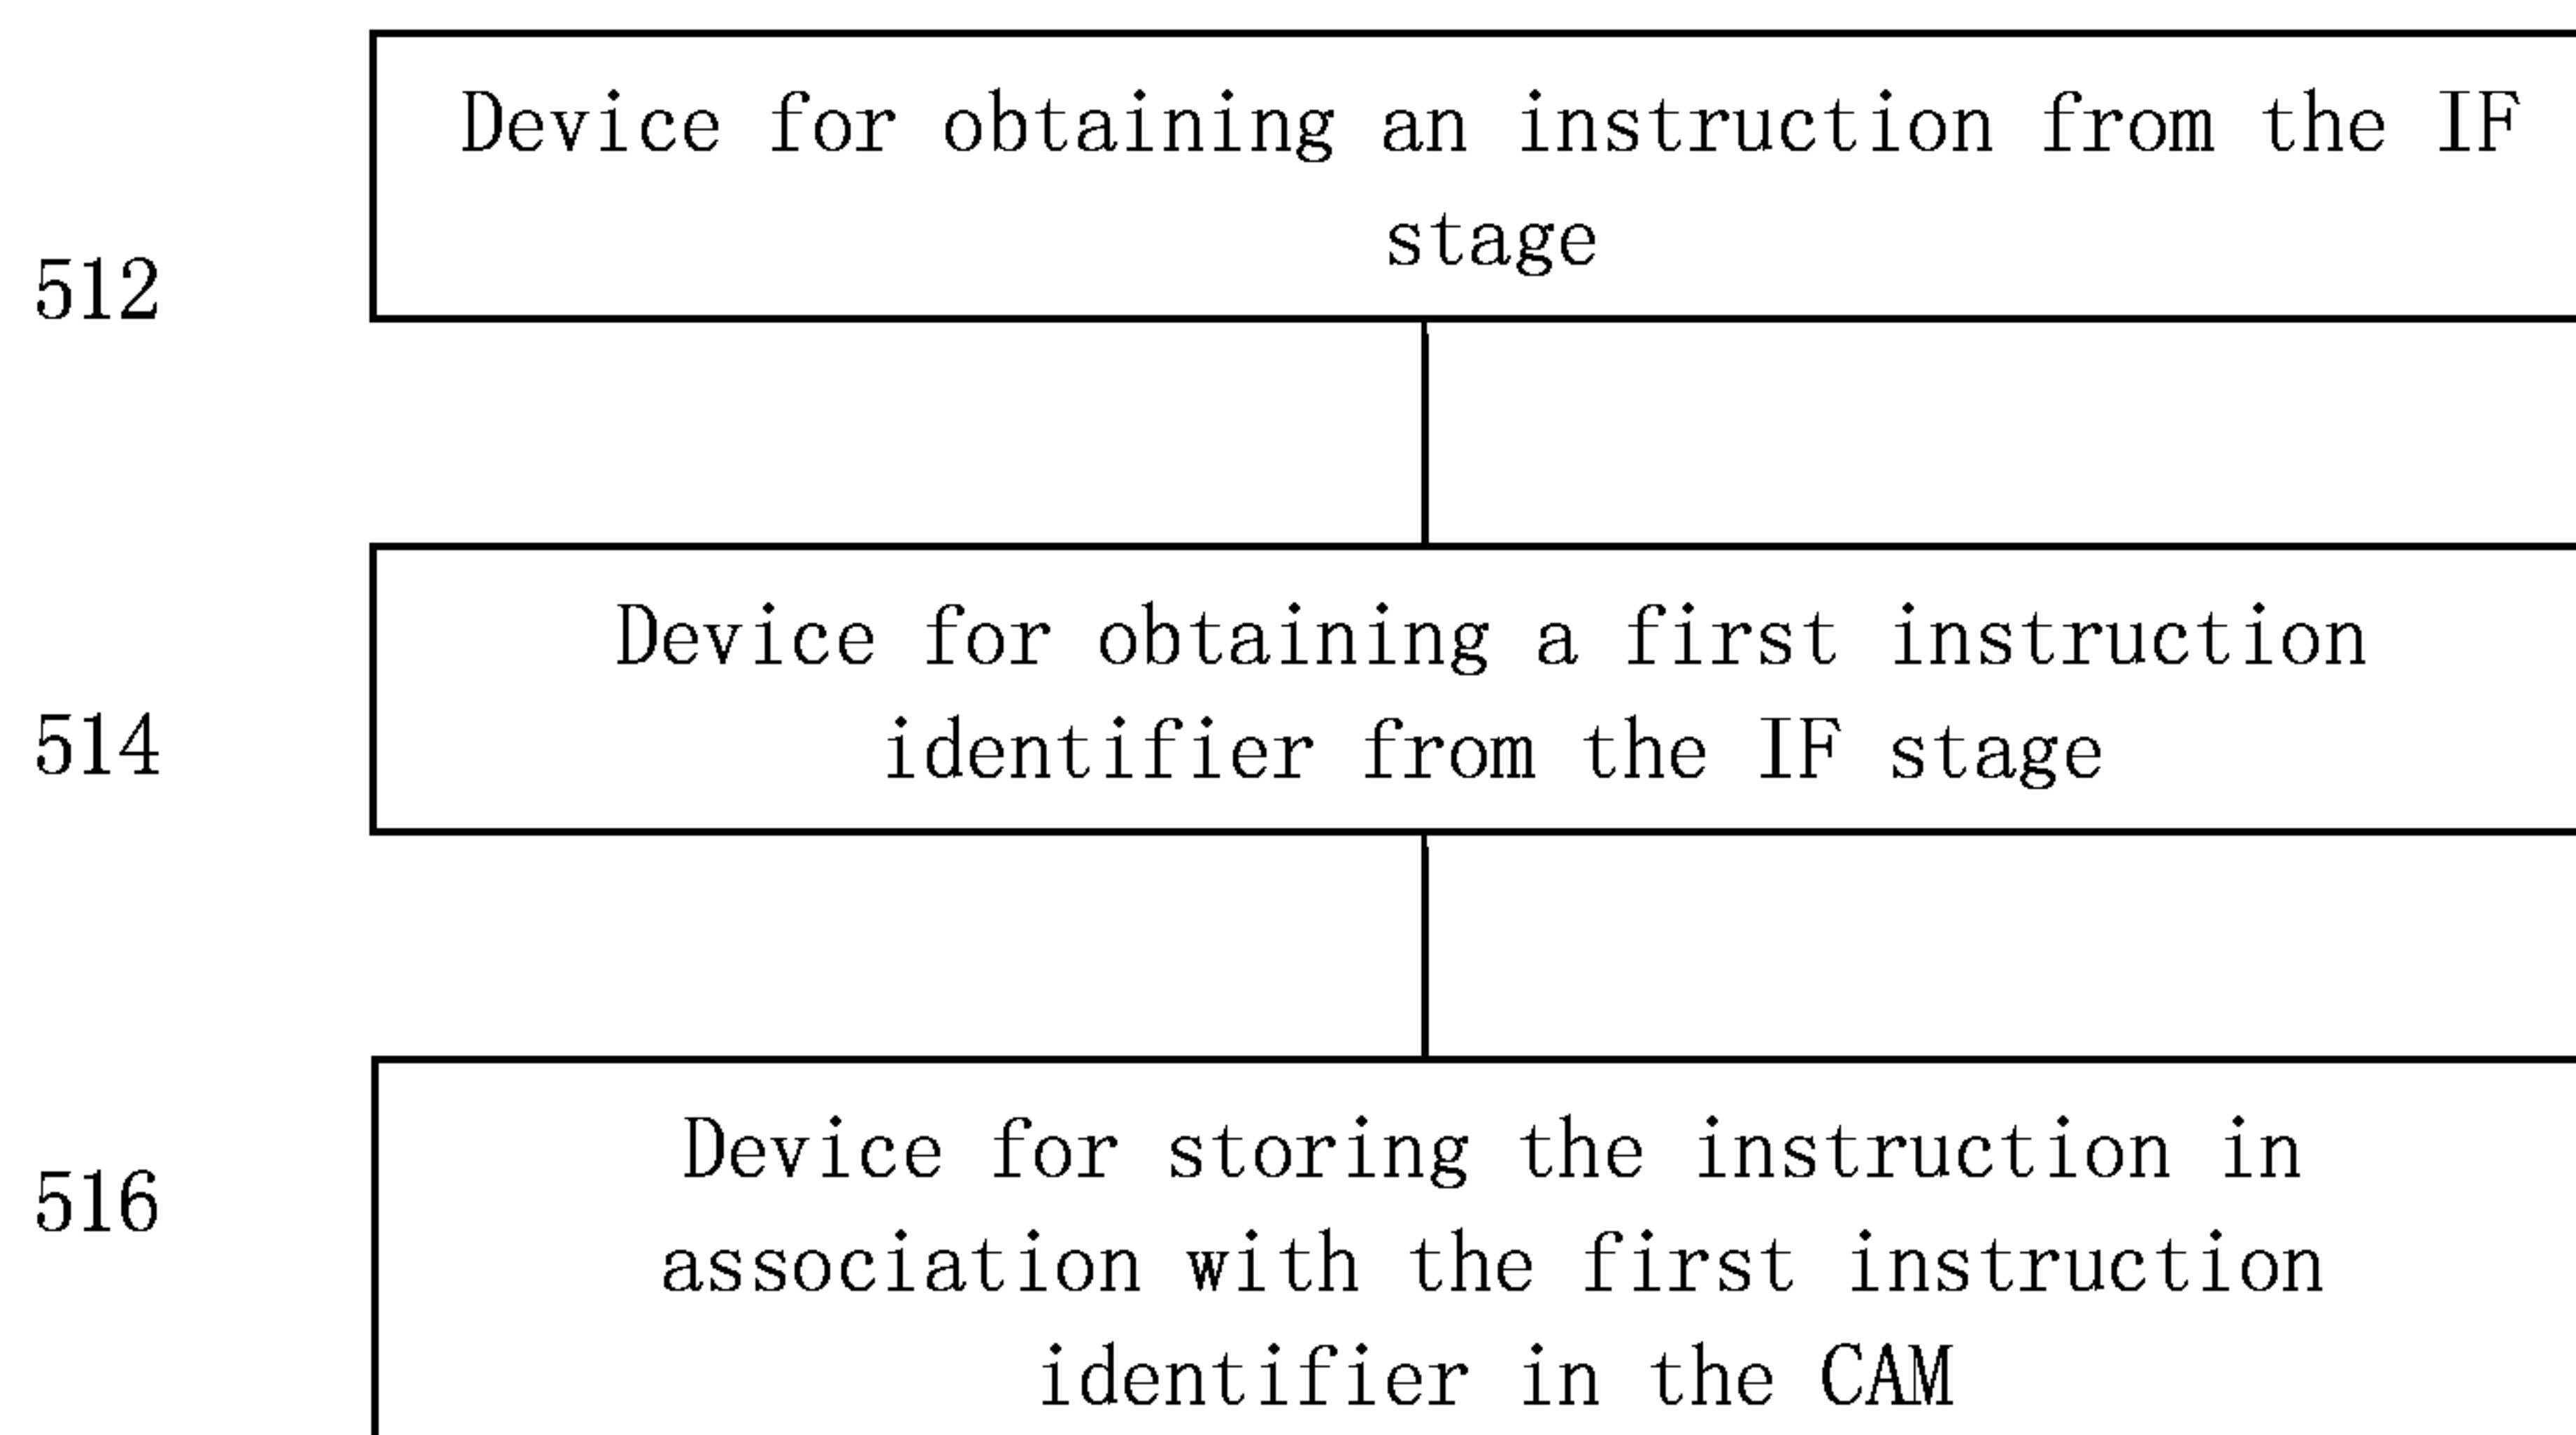 Device for obtaining an instruction from the IF
stage
512
Device for obtaining a first instruction
identifier from the IF stage
514
Device for storing the instruction in
516
association with the first instruction
identifier in the CAM